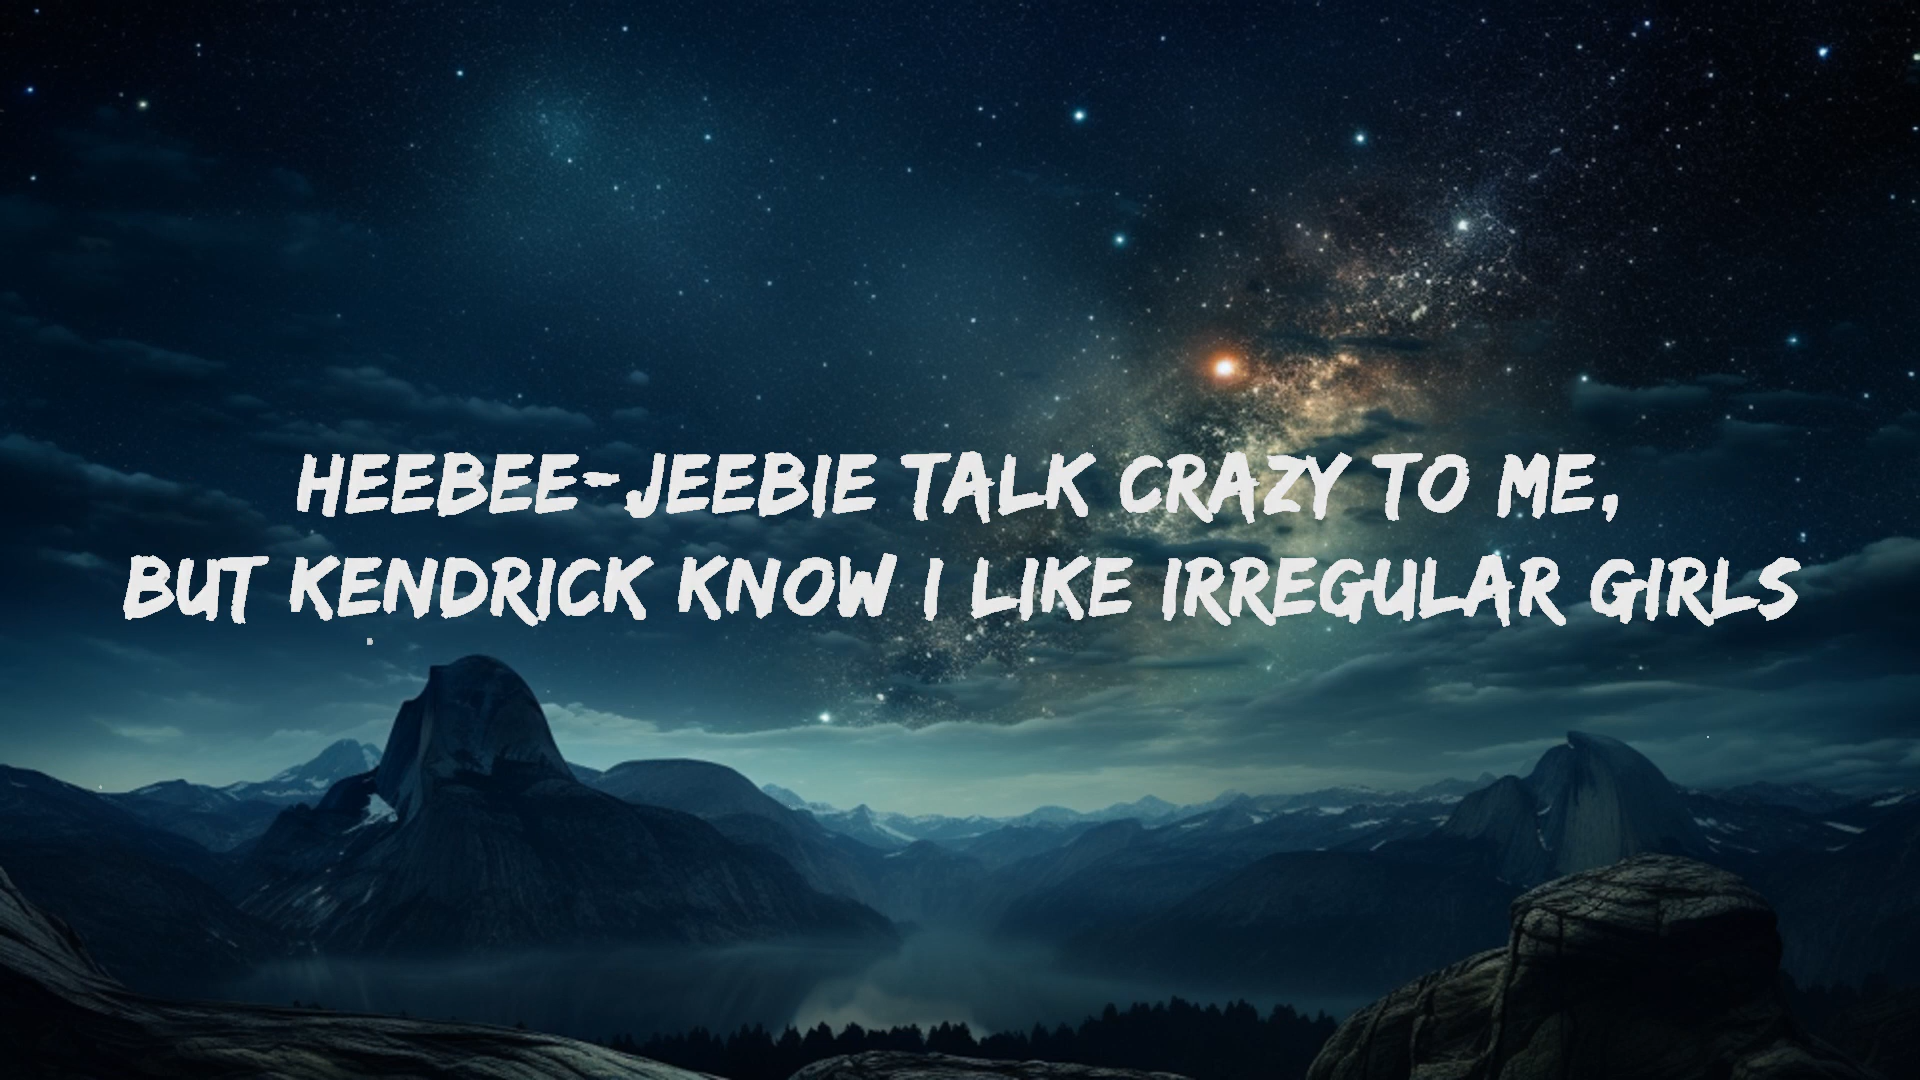 HEEBEE-JEEBIE TALK CRAZY TO ME,
BUT KENDRICK KNOW I LIKE IRREGULAR GIRLS